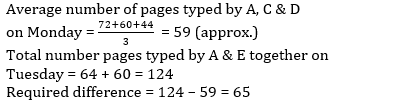 Average number of pages typed by A, C & D
on Monday = \frac{72+60+44}{3} = 59 (approx.)
Total number pages typed by A & E together on
Tuesday = 64 + 60 = 124
Required difference = 124 – 59 = 65